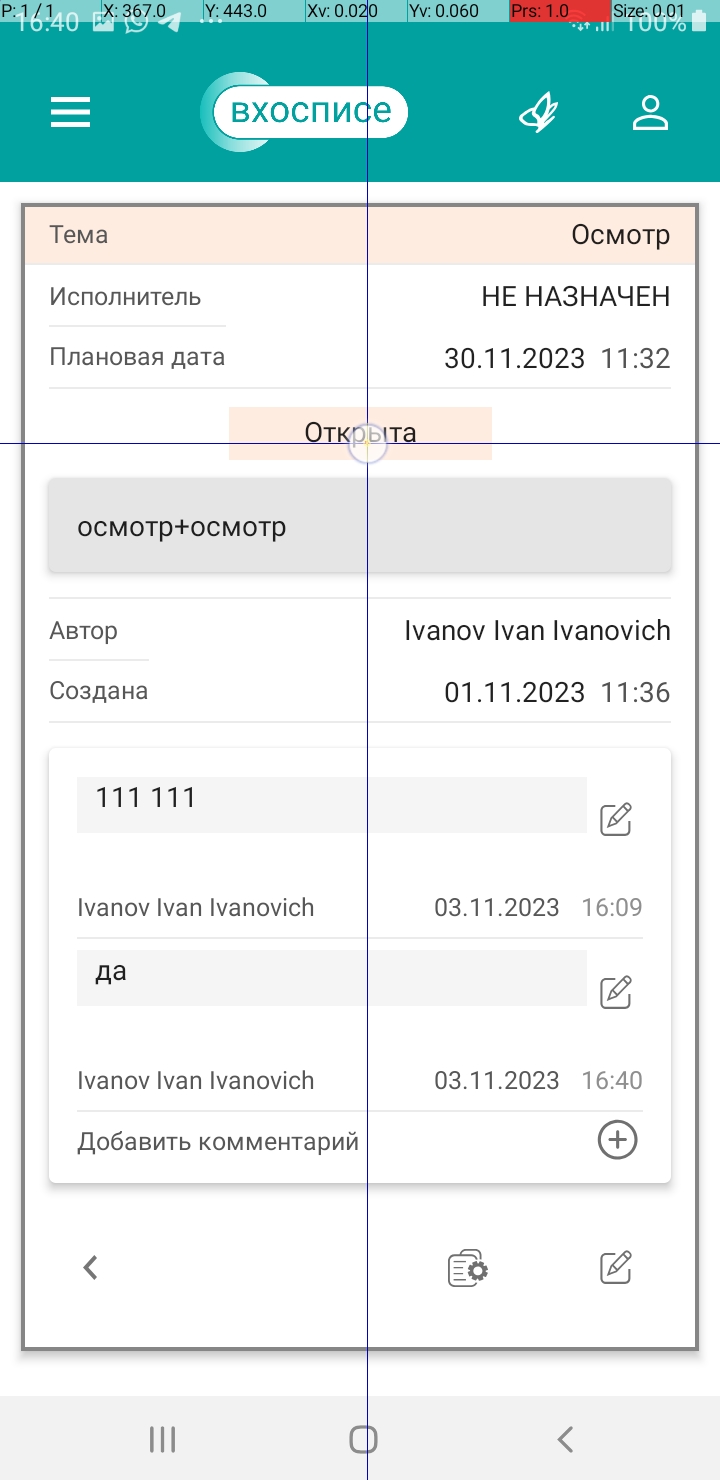 P: 1 / 1 X: 367.0 Y: 443.0 Xv: 0.020 Yv: 0.060 Prs: 1.0 Size: 0.01
16:40 100%
вхосписе
Тема Осмотр
Исполнитель НЕ НАЗНАЧЕН
Плановая дата 30.11.2023 11:32
Открыта
осмотр+осмотр
Автор Ivanov Ivan Ivanovich
Создана 01.11.2023 11:36
111 111
Ivanov Ivan Ivanovich 03.11.2023 16:09
да
Ivanov Ivan Ivanovich 03.11.2023 16:40
Добавить комментарий